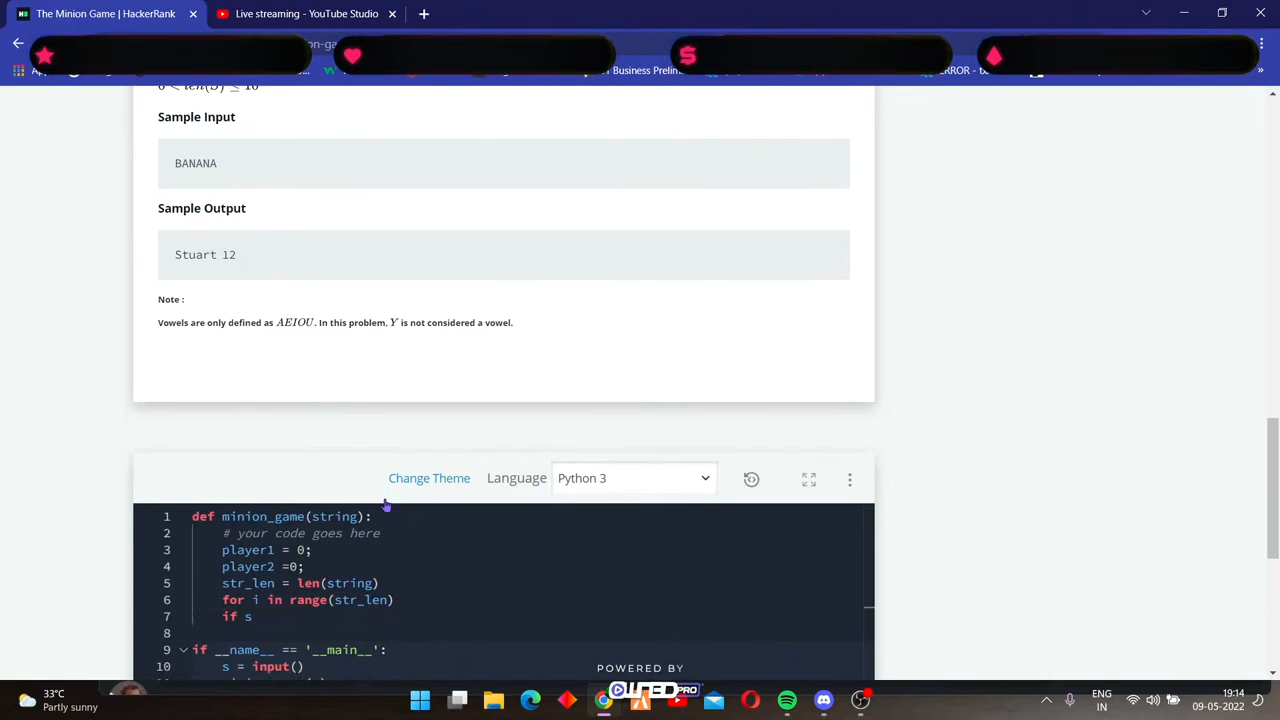 The Minion Game | HackerRank
Live streaming - YouTube Studio
on-ga
Business Prelim
ERROR - b
Sample Input
BANANA
Sample Output
Stuart 12
Note :
Vowels are only defined as AEIOU. In this problem, Y is not considered a vowel.
Change Theme
Language
Python 3
1 def minion_game(string):
2 # your code goes here
3 player1 = 0;
4 player2 =0;
5 str_len = len(string)
6 for i in range(str_len)
7 if s
8
9 if __name__ == '__main__':
10 s = input()
POWERED BY
OWNED PRO
33°C
Partly sunny
ENG
IN
19:14
09-05-2022